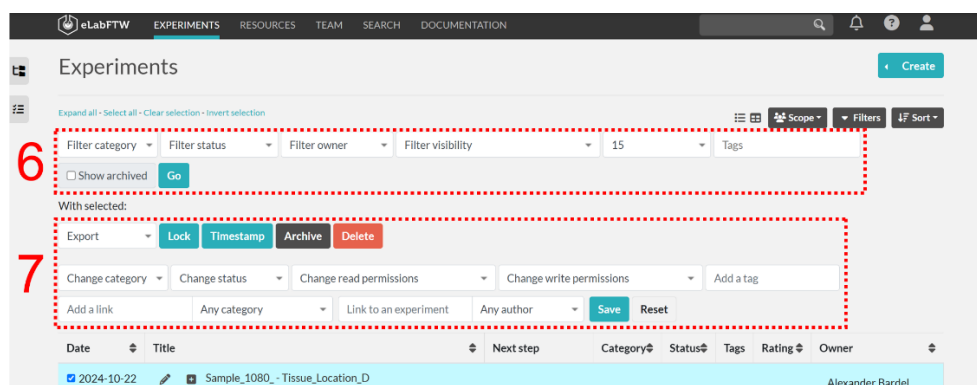 eLabFTW EXPERIMENTS RESOURCES TEAM SEARCH DOCUMENTATION
Experiments
Create
Expand all • Select all • Clear selection • Invert selection
Scope Filters Sort
6
Filter category Filter status Filter owner Filter visibility 15 Tags
Show archived Go
With selected:
7
Export Lock Timestamp Archive Delete
Change category Change status Change read permissions Change write permissions Add a tag
Add a link Any category Link to an experiment Any author Save Reset
Date Title Next step Category Status Tags Rating Owner
2024-10-22 Sample_1080_-Tissue_Location_D Alexander Bardel